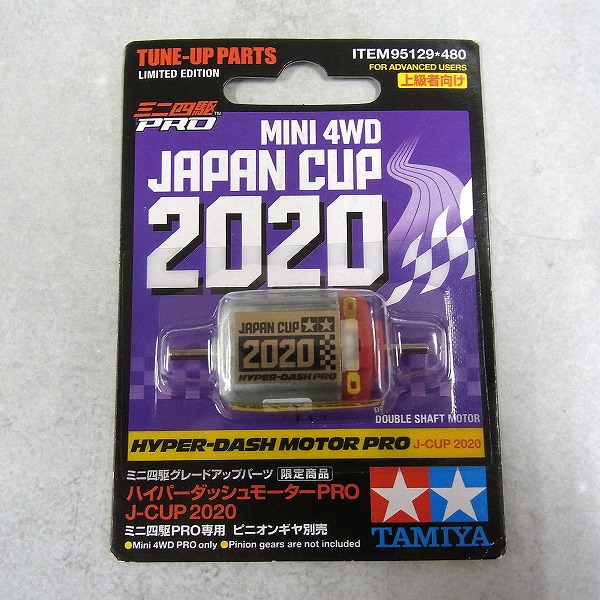 TUNE-UP PARTS
LIMITED EDITION
ITEM 95129*480
FOR ADVANCED USERS
上級者向け
ミニ四駆™
PRO
MINI 4WD
JAPAN CUP
2020
JAPAN CUP
2020
HYPER-DASH PRO
DOUBLE SHAFT MOTOR
HYPER-DASH MOTOR PRO J-CUP 2020
ミニ四駆グレードアップパーツ 限定商品
ハイパーダッシュモーターPRO
J-CUP 2020
ミニ四駆PRO専用 ピニオンギヤ別売
●Mini 4WD PRO only ●Pinion gears are not included
TAMIYA